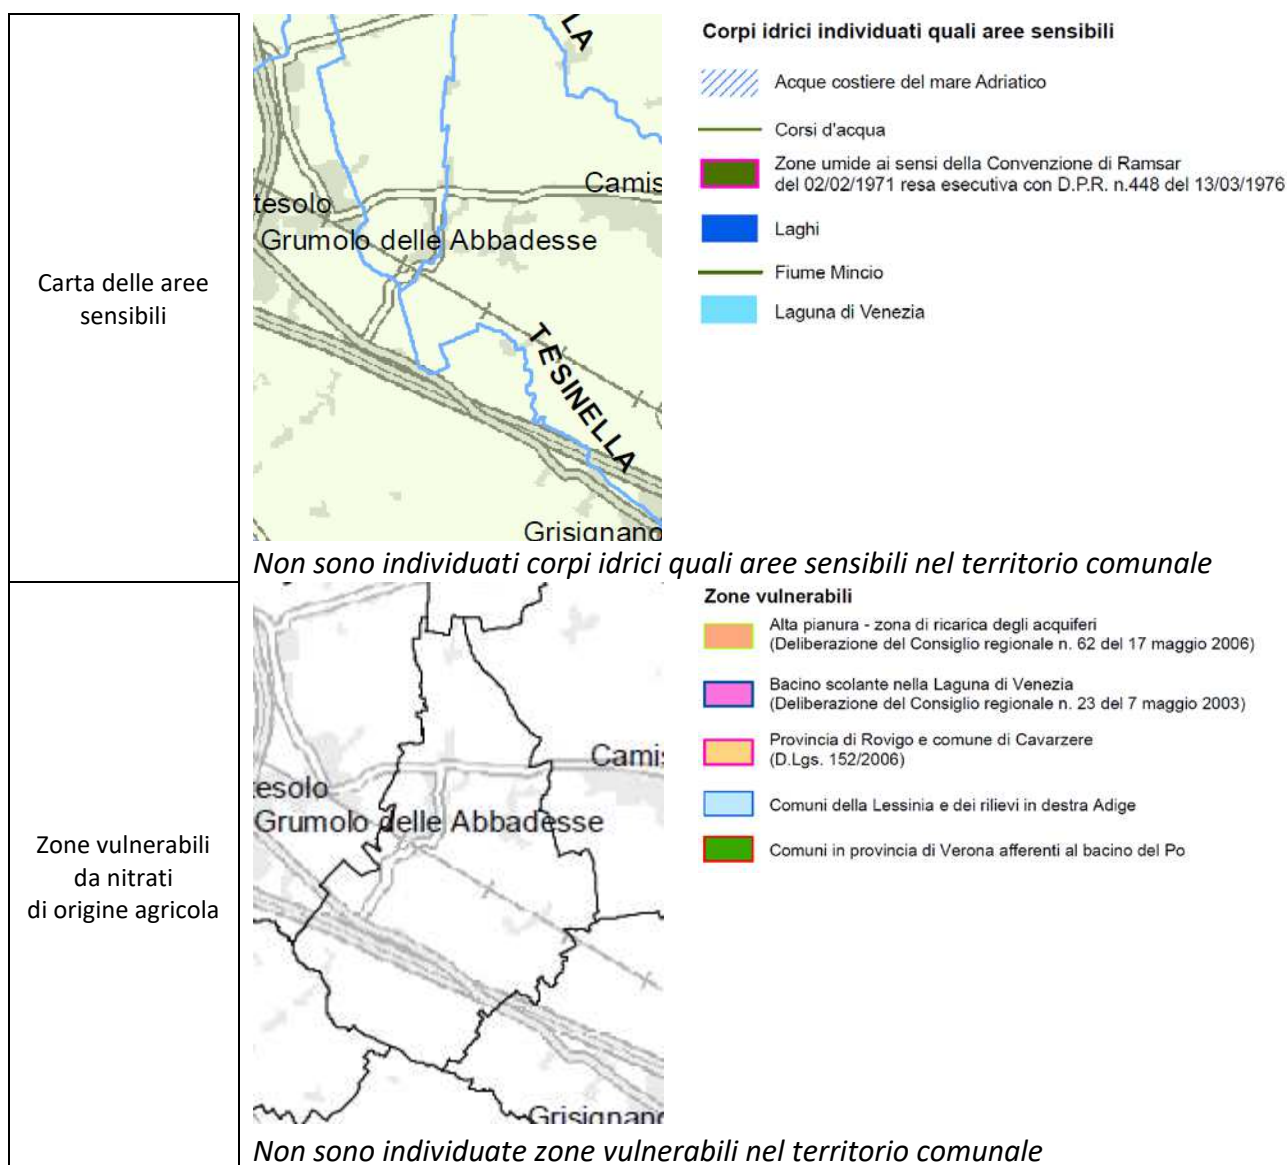 Carta delle aree
sensibili
LA
Camis
tesolo
Grumolo delle Abbadesse
TESINELLA
Grisignano
Corpi idrici individuati quali aree sensibili
Acque costiere del mare Adriatico
Corsi d'acqua
Zone umide ai sensi della Convenzione di Ramsar
del 02/02/1971 resa esecutiva con D.P.R. n.448 del 13/03/1976
Laghi
Fiume Mincio
Laguna di Venezia
Non sono individuati corpi idrici quali aree sensibili nel territorio comunale
Zone vulnerabili
da nitrati
di origine agricola
Camis
esolo
Grumolo delle Abbadesse
Grisignano
Zone vulnerabili
Alta pianura - zona di ricarica degli acquiferi
(Deliberazione del Consiglio regionale n. 62 del 17 maggio 2006)
Bacino scolante nella Laguna di Venezia
(Deliberazione del Consiglio regionale n. 23 del 7 maggio 2003)
Provincia di Rovigo e comune di Cavarzere
(D.Lgs. 152/2006)
Comuni della Lessinia e dei rilievi in destra Adige
Comuni in provincia di Verona afferenti al bacino del Po
Non sono individuate zone vulnerabili nel territorio comunale